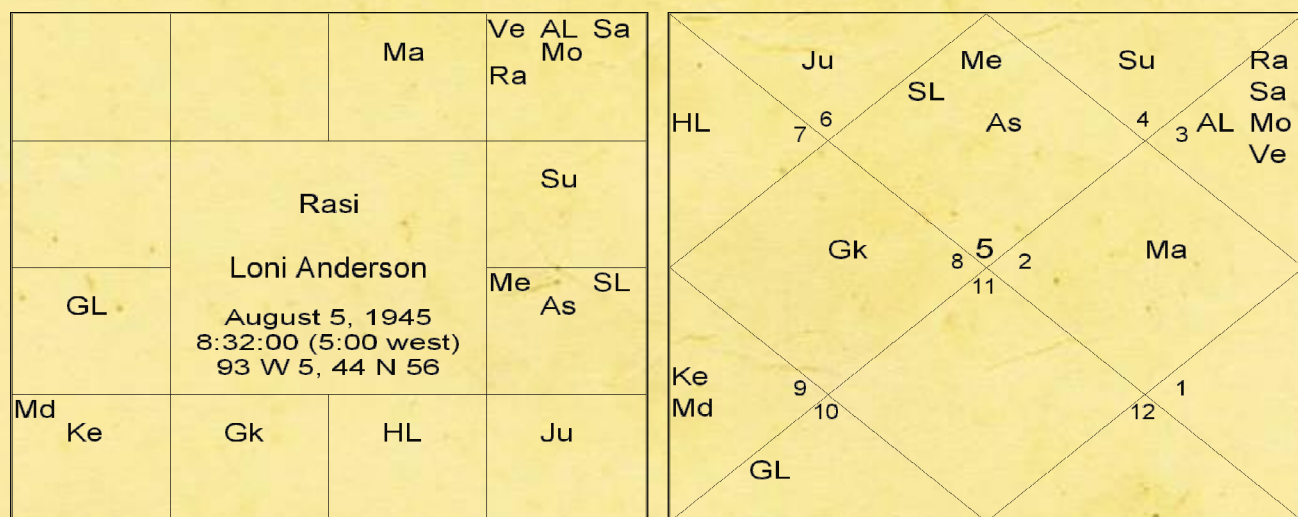 Ma
Ve AL Sa
Mo
Ra
Su
Rasi
Loni Anderson
August 5, 1945
8:32:00 (5:00 west)
93 W 5, 44 N 56
GL
Me SL
As
Md
Ke
Gk
HL
Ju
Ju
Me
Su
Ra
SL
Sa
HL
As
AL Mo
7 6
4 3
Ve
Gk
8 5 2
11
Ma
Ke
Md
9
10
12
1
GL